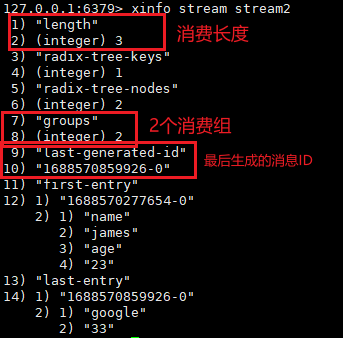 127.0.0.1:6379> xinfo stream stream2
1) "length"
2) (integer) 3
消费长度
3) "radix-tree-keys"
4) (integer) 1
5) "radix-tree-nodes"
6) (integer) 2
7) "groups"
8) (integer) 2
2个消费组
9) "last-generated-id"
10) "1688570859926-0"
最后生成的消息ID
11) "first-entry"
12) 1) "1688570277654-0"
2) 1) "name"
2) "james"
3) "age"
4) "23"
13) "last-entry"
14) 1) "1688570859926-0"
2) 1) "google"
2) "33"